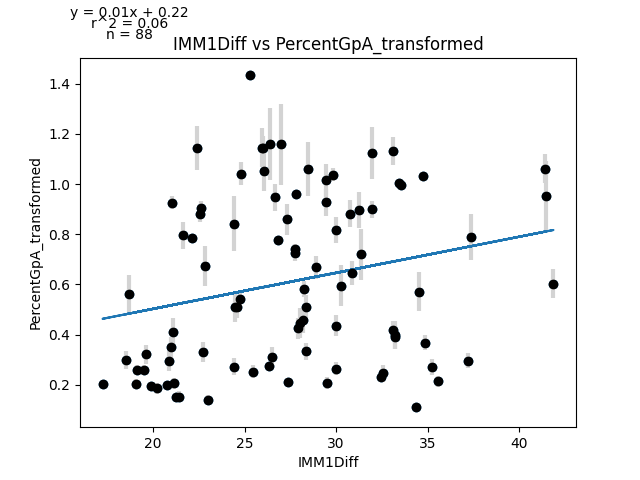 y = 0.01x + 0.22
r^2 = 0.06
n = 88
IMM1Diff vs PercentGpA_transformed
PercentGpA_transformed
1.4
1.2
1.0
0.8
0.6
0.4
0.2
20 25 30 35 40
IMM1Diff